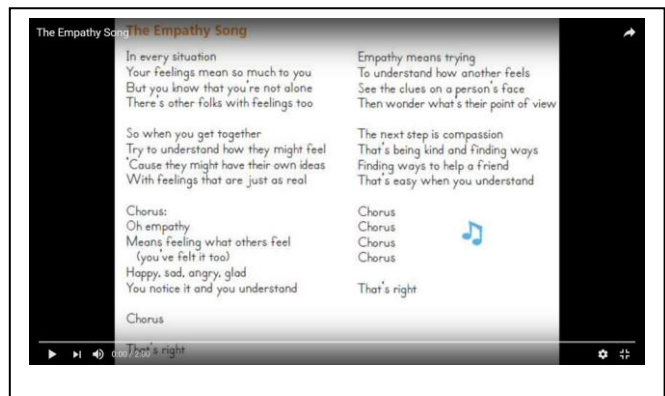 The Empathy Song
The Empathy Song
In every situation
Your feelings mean so much to you
But you know that you're not alone
There's other folks with feelings too
So when you get together
Try to understand how they might feel
'Cause they might have their own ideas
With feelings that are just as real
Chorus:
Oh empathy
Means feeling what others feel
(you've felt it too)
Happy, sad, angry, glad
You notice it and you understand
Chorus
That's right
Empathy means trying
To understand how another feels
See the clues on a person's face
Then wonder what's their point of view
The next step is compassion
That's being kind and finding ways
Finding ways to help a friend
That's easy when you understand
Chorus
Chorus
Chorus
Chorus
That's right
0:00 / 2:00